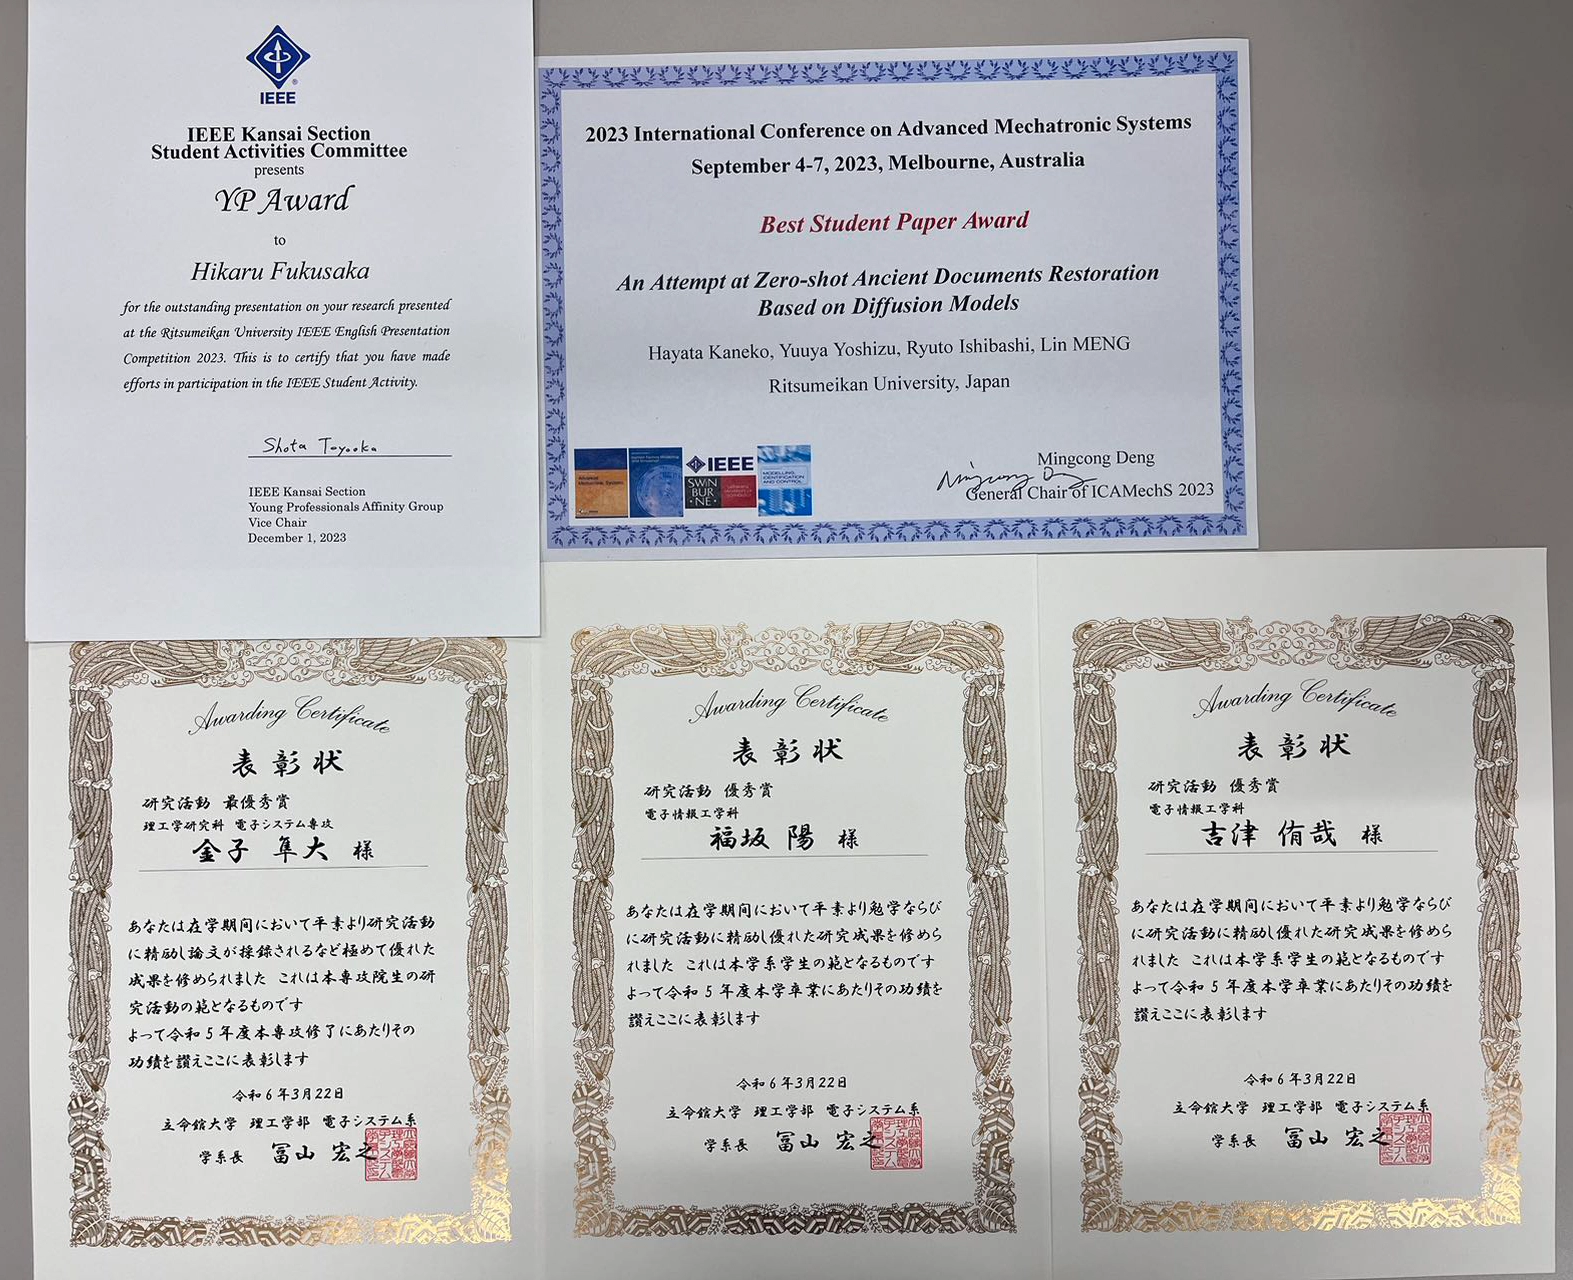 IEEE
IEEE Kansai Section
Student Activities Committee
presents
YP Award
to
Hikaru Fukusaka
for the outstanding presentation on your research presented
at the Ritsumeikan University IEEE English Presentation
Competition 2023. This is to certify that you have made
efforts in participation in the IEEE Student Activity.
Shota Toyooka
IEEE Kansai Section
Young Professionals Affinity Group
Vice Chair
December 1, 2023
2023 International Conference on Advanced Mechatronic Systems
September 4-7, 2023, Melbourne, Australia
Best Student Paper Award
An Attempt at Zero-shot Ancient Documents Restoration
Based on Diffusion Models
Hayata Kaneko, Yuuya Yoshizu, Ryuto Ishibashi, Lin MENG
Ritsumeikan University, Japan
IEEE
SWIN
BUR
NE
MODELLING,
IDENTIFICATION
AND CONTROL
Mingcong Deng
General Chair of ICAMechS 2023
Awarding Certificate
表彰状
研究活動 最優秀賞
理工学研究科 電子システム専攻
金子 隼大 様
あなたは在学期间において平素より研究活動
に精励し論文が採録されるなど極めて優れた
成果を修められました これは本専攻院生の研
究活動の範となるものです
よって令和5年度本専攻修了にあたりその
功績を讃えここに表彰します
令和6年3月22日
立命館大学 理工学部 電子システム系
学系長 冨山 宏之
Awarding Certificate
表彰状
研究活動 優秀賞
電子情報工学科
福坂 陽 様
あなたは在学期间において平素より勉学ならび
に研究活動に精励し優れた研究成果を修めら
れました これは本学系学生の範となるものです
よって令和5年度本学卒業にあたりその功績を
讃えここに表彰します
令和6年3月22日
立命館大学 理工学部 電子システム系
学系長 冨山 宏之
Awarding Certificate
表彰状
研究活動 優秀賞
電子情報工学科
吉津 侑哉 様
あなたは在学期间において平素より勉学ならび
に研究活動に精励し優れた研究成果を修めら
れました これは本学系学生の範となるものです
よって令和5年度本学卒業にあたりその功績を
讃えここに表彰します
令和6年3月22日
立命館大学 理工学部 電子システム系
学系長 冨山 宏之